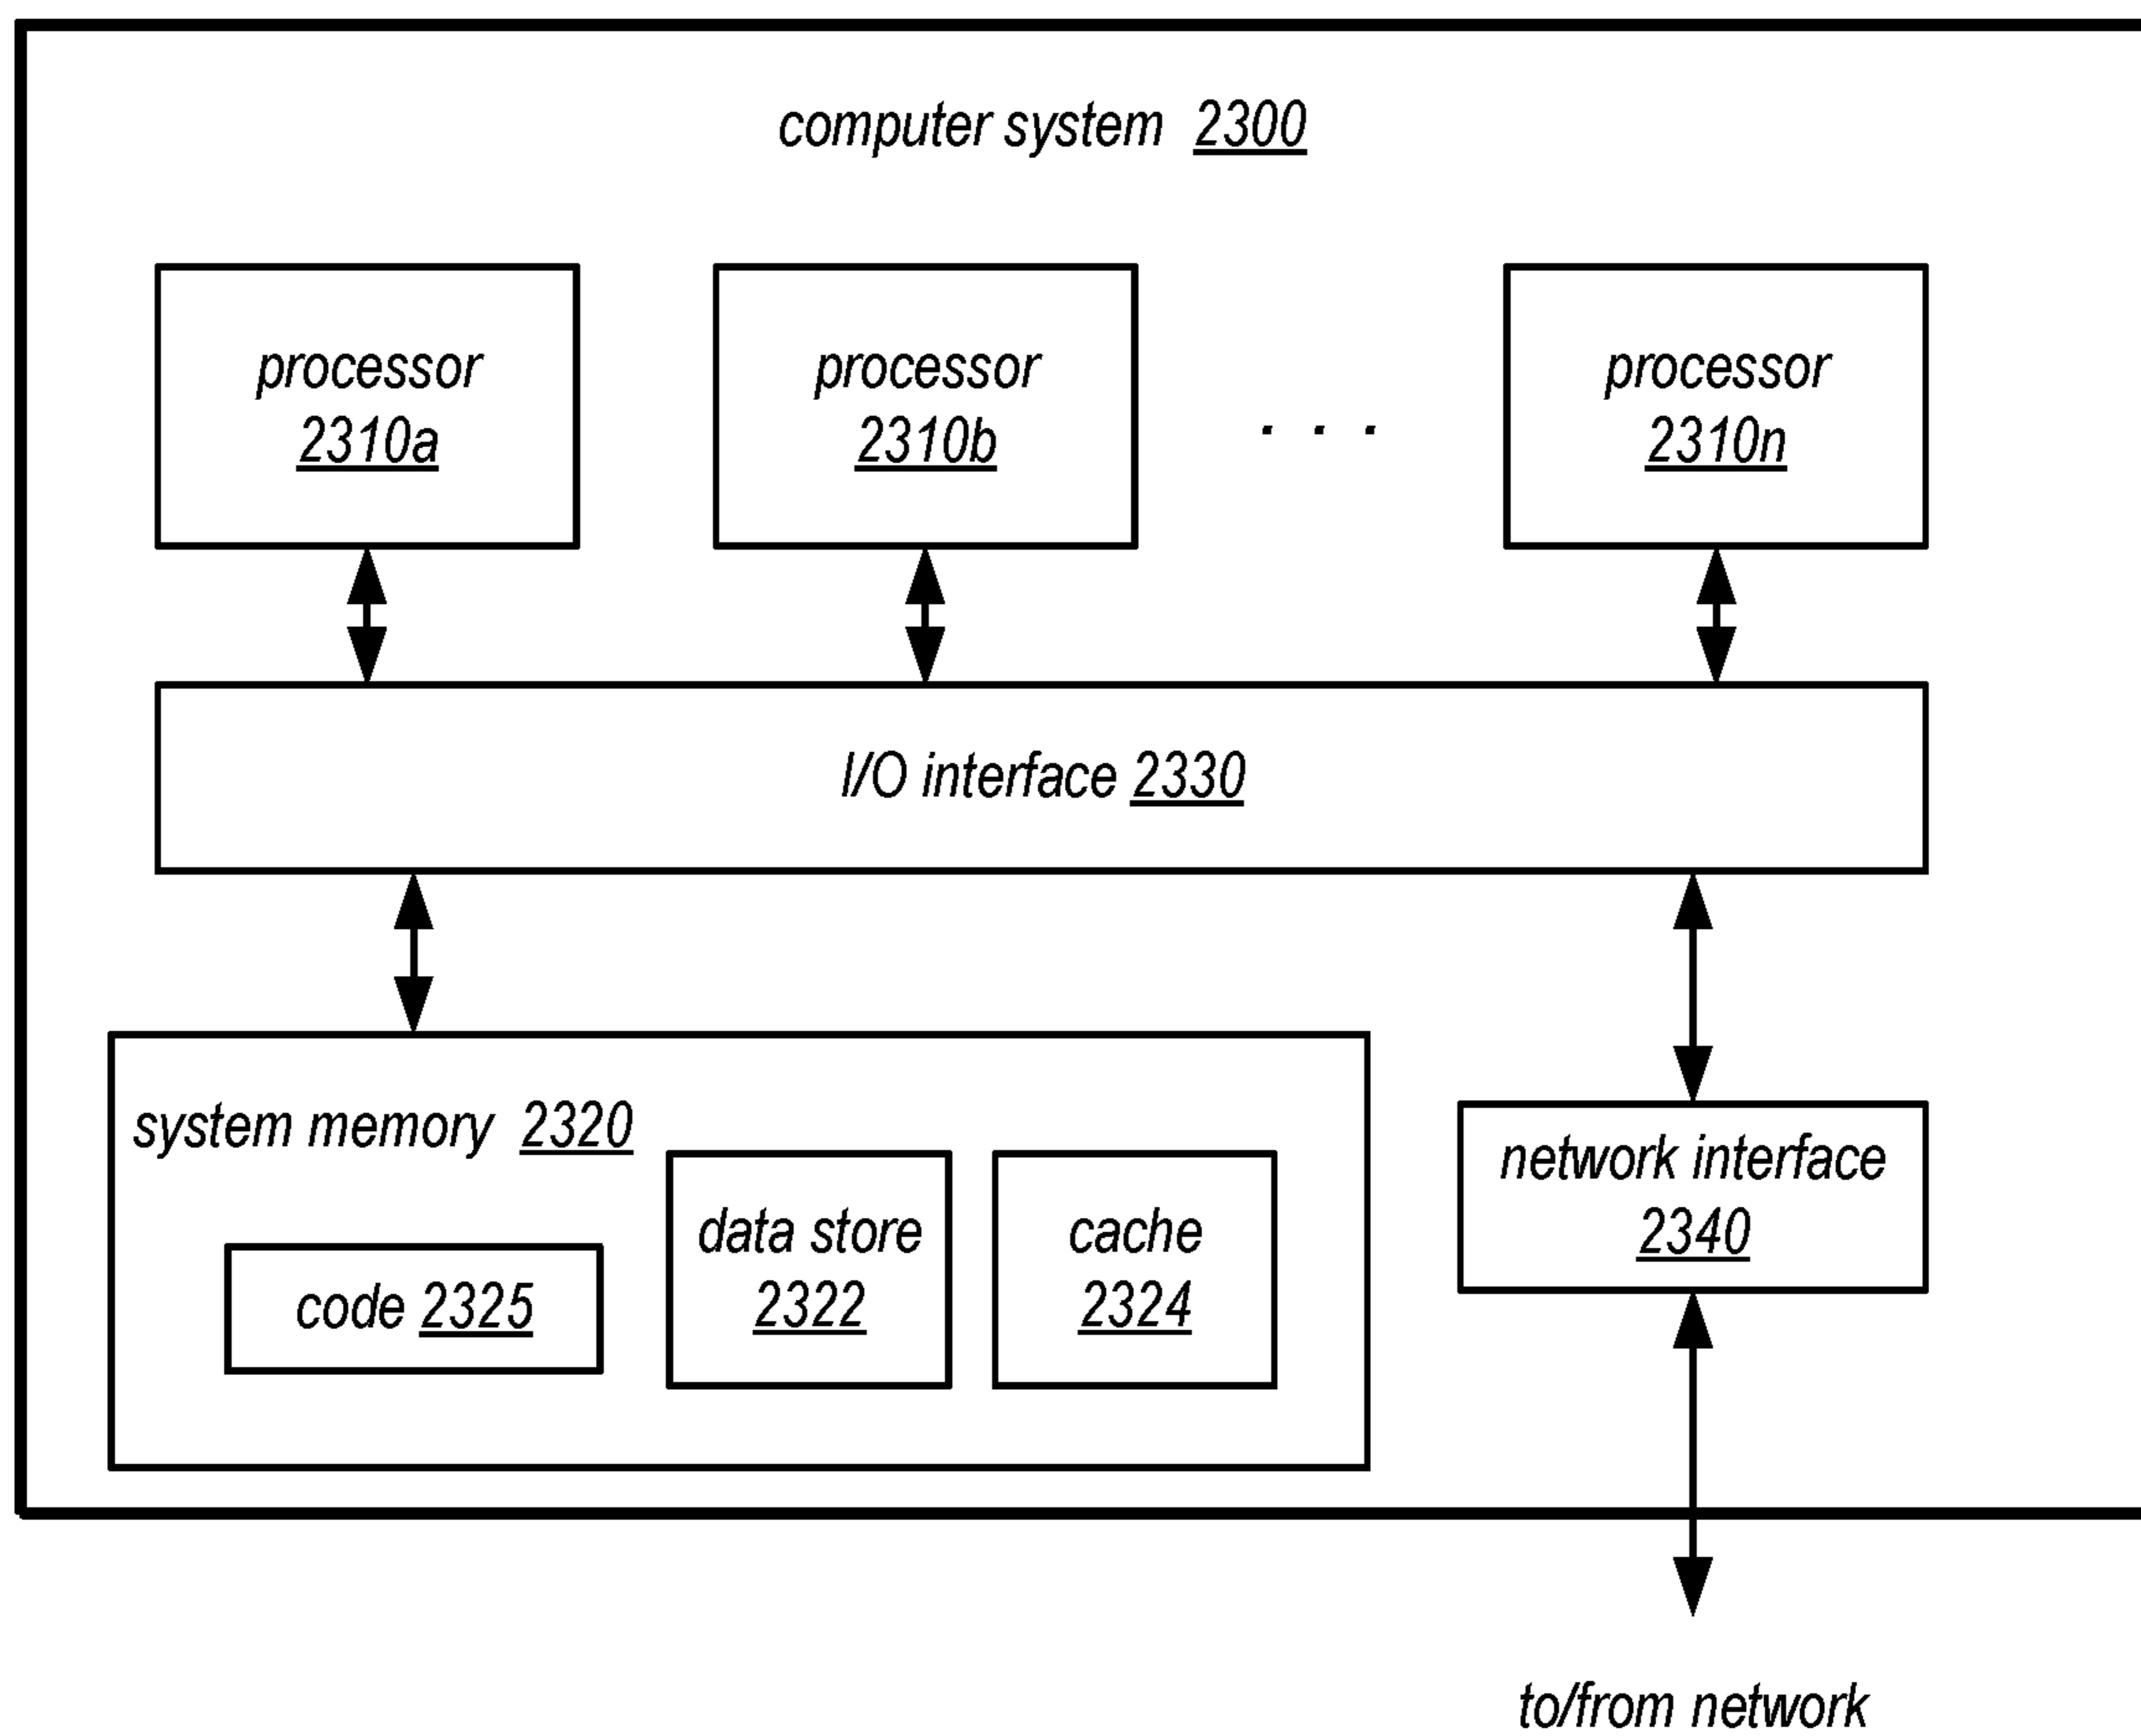 computer system 2300
processor
2310a
processor
2310b
. . .
processor
2310n
I/O interface 2330
system memory 2320
code 2325
data store
2322
cache
2324
network interface
2340
to/from network